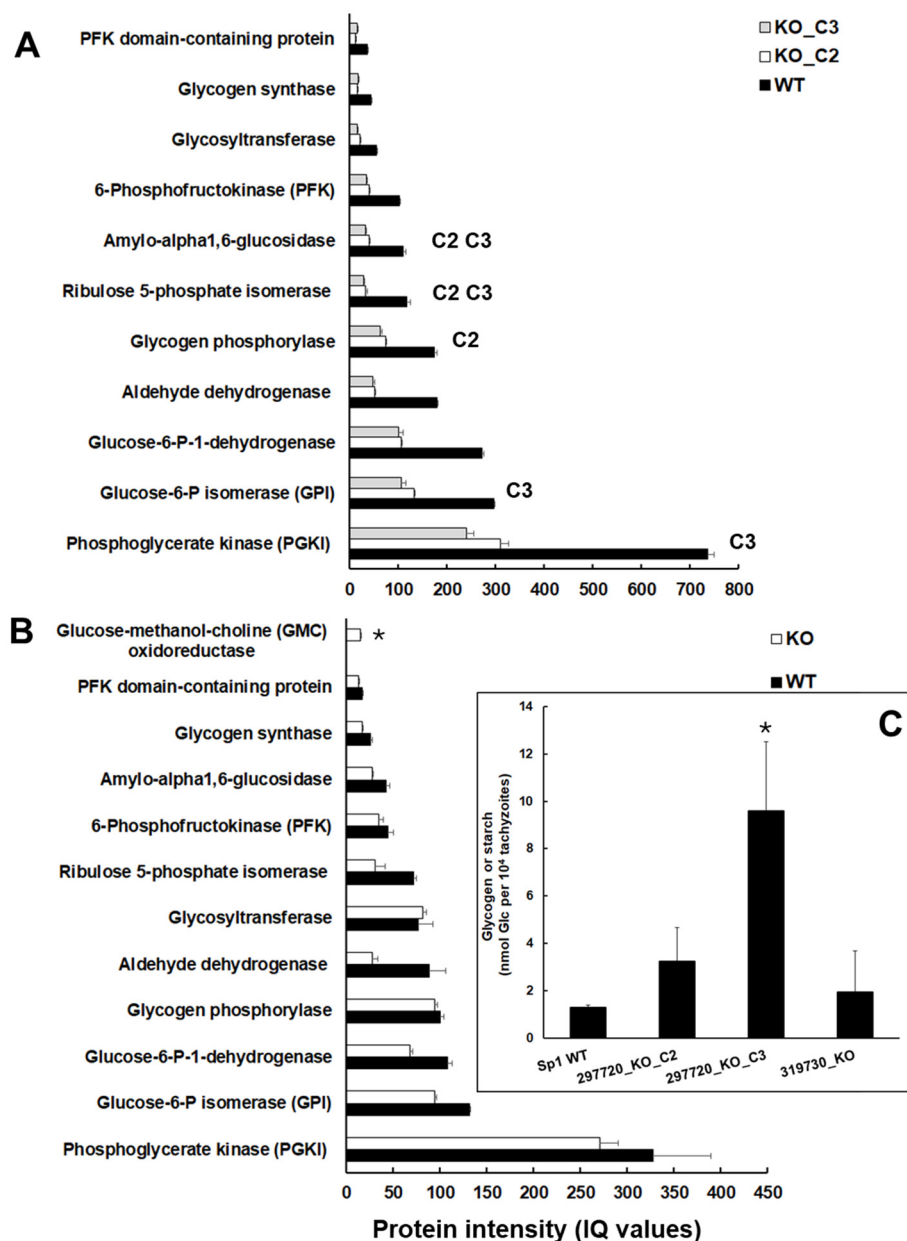 A
KO_C3
KO_C2
WT
PFK domain-containing protein
Glycogen synthase
Glycosyltransferase
6-Phosphofructokinase (PFK)
Amylo-alpha1,6-glucosidase
C2 C3
Ribulose 5-phosphate isomerase
C2 C3
Glycogen phosphorylase
C2
Aldehyde dehydrogenase
Glucose-6-P-1-dehydrogenase
Glucose-6-P isomerase (GPI)
C3
Phosphoglycerate kinase (PGKI)
C3
0 100 200 300 400 500 600 700 800
B
Glucose-methanol-choline (GMC)
oxidoreductase
*
KO
WT
PFK domain-containing protein
Glycogen synthase
Amylo-alpha1,6-glucosidase
6-Phosphofructokinase (PFK)
Ribulose 5-phosphate isomerase
Glycosyltransferase
Aldehyde dehydrogenase
Glycogen phosphorylase
Glucose-6-P-1-dehydrogenase
Glucose-6-P isomerase (GPI)
Phosphoglycerate kinase (PGKI)
0 50 100 150 200 250 300 350 400 450
Protein intensity (IQ values)
C
Glycogen or starch
(nmol Glc per 10⁴ tachyzoites)
14
12
10
8
6
4
2
0
*
Sp1 WT
297720_KO_C2
297720_KO_C3
319730_KO